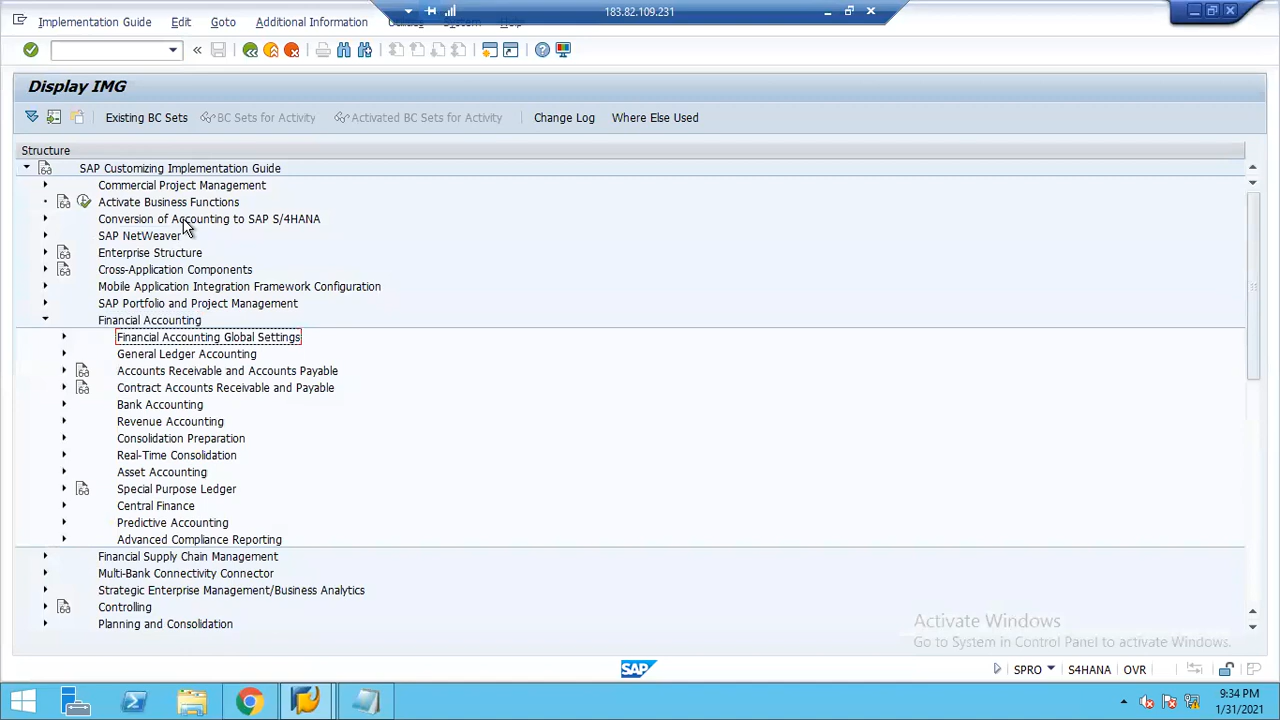 Implementation Guide Edit Goto Additional Information System Help
183.82.109.231
Display IMG
Existing BC Sets BC Sets for Activity Activated BC Sets for Activity Change Log Where Else Used
Structure
SAP Customizing Implementation Guide
Commercial Project Management
Activate Business Functions
Conversion of Accounting to SAP S/4HANA
SAP NetWeaver
Enterprise Structure
Cross-Application Components
Mobile Application Integration Framework Configuration
SAP Portfolio and Project Management
Financial Accounting
Financial Accounting Global Settings
General Ledger Accounting
Accounts Receivable and Accounts Payable
Contract Accounts Receivable and Payable
Bank Accounting
Revenue Accounting
Consolidation Preparation
Real-Time Consolidation
Asset Accounting
Special Purpose Ledger
Central Finance
Predictive Accounting
Advanced Compliance Reporting
Financial Supply Chain Management
Multi-Bank Connectivity Connector
Strategic Enterprise Management/Business Analytics
Controlling
Planning and Consolidation
Activate Windows
Go to System in Control Panel to activate Windows.
SAP
SPRO S4HANA OVR
9:34 PM
1/31/2021